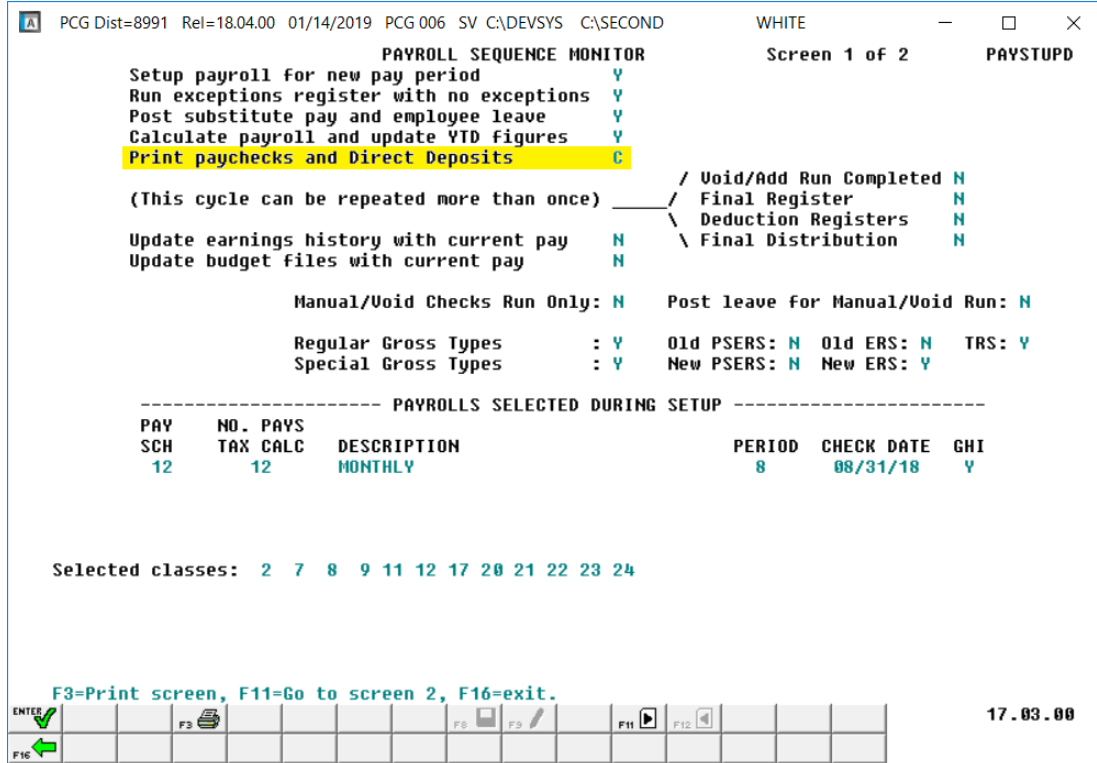 A PCG Dist=8991 Rel=18.04.00 01/14/2019 PCG 006 SV C:\DEVSYS C:\SECOND WHITE
PAYROLL SEQUENCE MONITOR Screen 1 of 2 PAYSTUPD
Setup payroll for new pay period Y
Run exceptions register with no exceptions Y
Post substitute pay and employee leave Y
Calculate payroll and update YTD figures Y
Print paychecks and Direct Deposits C
/ Void/Add Run Completed N
(This cycle can be repeated more than once) _____/ Final Register N
\ Deduction Registers N
Update earnings history with current pay N \ Final Distribution N
Update budget files with current pay N
Manual/Void Checks Run Only: N Post leave for Manual/Void Run: N
Regular Gross Types : Y Old PSERS: N Old ERS: N TRS: Y
Special Gross Types : Y New PSERS: N New ERS: Y
---------------------- PAYROLLS SELECTED DURING SETUP -----------------------
PAY NO. PAYS
SCH TAX CALC DESCRIPTION PERIOD CHECK DATE GHI
12 12 MONTHLY 8 08/31/18 Y
Selected classes: 2 7 8 9 11 12 17 20 21 22 23 24
F3=Print screen, F11=Go to screen 2, F16=exit.
ENTER F3 F8 F9 F11 F12 17.03.00
F16